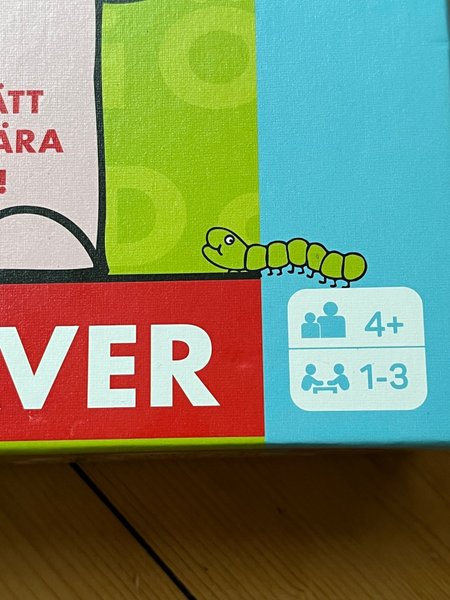 ÄTT
ÄRA
!
VER
4+
1-3